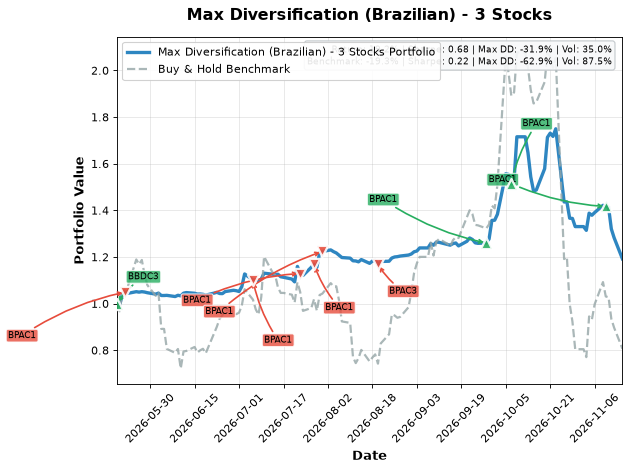 Max Diversification (Brazilian) - 3 Stocks
Max Diversification (Brazilian) - 3 Stocks Portfolio
Buy & Hold Benchmark
: 0.68 | Max DD: -31.9% | Vol: 35.0%
Benchmark: -19.3% | Sharpe: 0.22 | Max DD: -62.9% | Vol: 87.5%
Portfolio Value
2.0
1.8
1.6
1.4
1.2
1.0
0.8
BPAC1
BPAC1
BPAC1
BBDC3
BPAC3
BPAC1
BPAC1
BPAC1
BPAC1
BPAC1
2026-05-30
2026-06-15
2026-07-01
2026-07-17
2026-08-02
2026-08-18
2026-09-03
2026-09-19
2026-10-05
2026-10-21
2026-11-06
Date